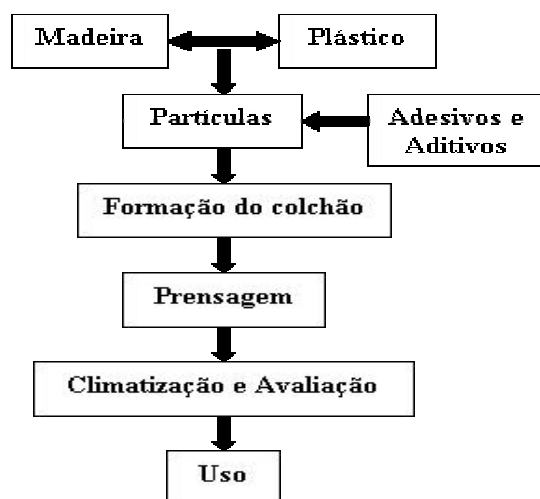 Madeira
Plástico
Partículas
Adesivos e
Aditivos
Formação do colchão
Prensagem
Climatização e Avaliação
Uso